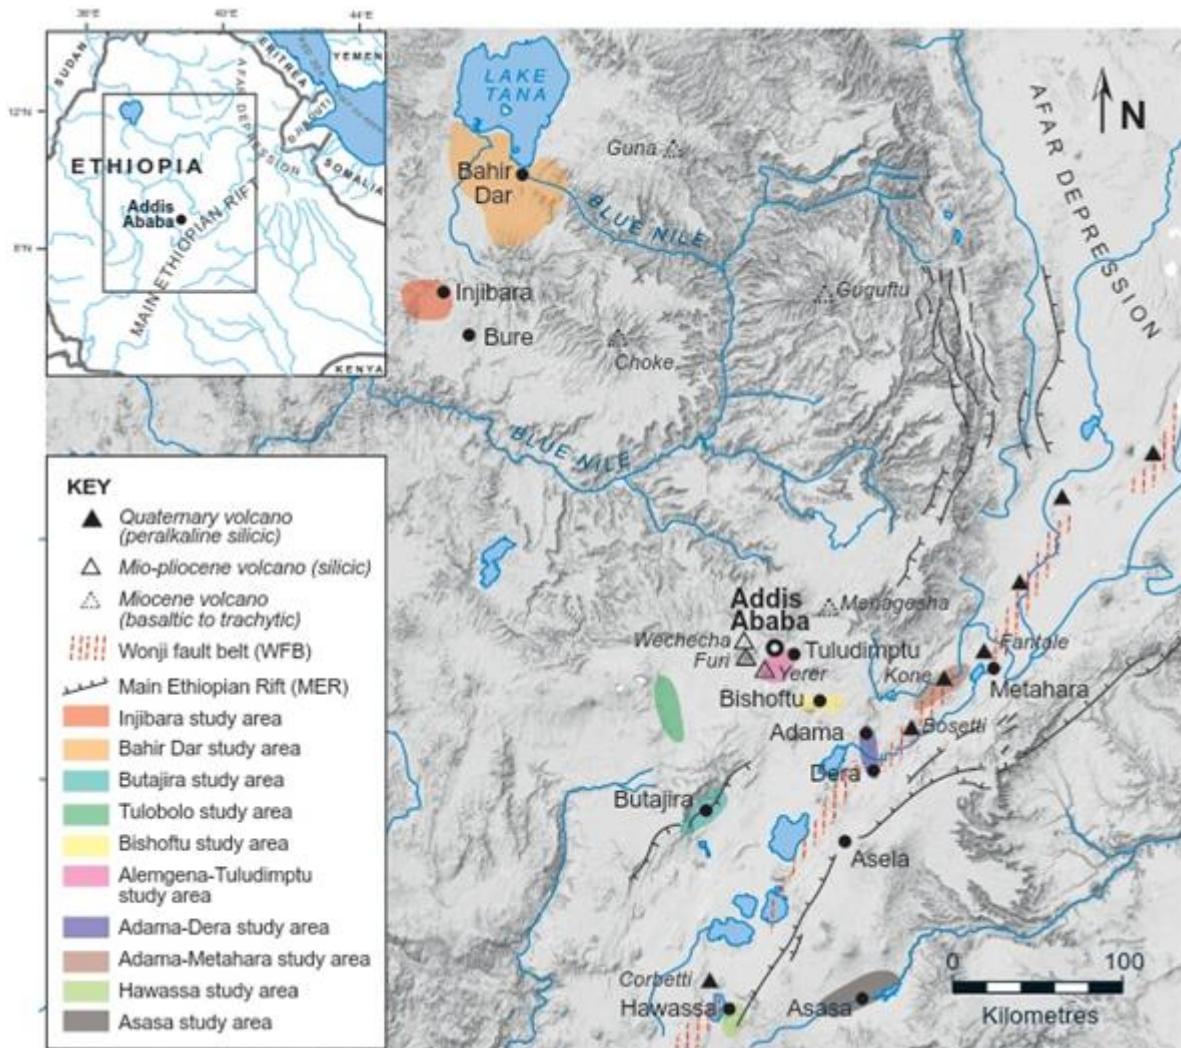 36°E
40°E
44°E
12°N
8°N
SUDAN
ERITREA
YEMEN
AFAR DEPRESSION
DJIBOUTI
SOMALIA
ETHIOPIA
Addis
Ababa
MAIN ETHIOPIAN RIFT
KENYA
N
LAKE
TANA
Guna
Bahir
Dar
BLUE NILE
AFAR DEPRESSION
Injibara
Guguftu
Bure
Choke
BLUE NILE
KEY
Quaternary volcano
(peralkaline silicic)
Mio-pliocene volcano (silicic)
Miocene volcano
(basaltic to trachytic)
Wonji fault belt (WFB)
Main Ethiopian Rift (MER)
Injibara study area
Bahir Dar study area
Butajira study area
Tulobolo study area
Bishoftu study area
Alemgena-Tuludimptu
study area
Adama-Dera study area
Adama-Metahara study area
Hawassa study area
Asasa study area
Addis
Ababa
Menagesha
Wechecha
Furi
Tuludimptu
Yerer
Fantale
Kone
Metahara
Bishoftu
Bosetti
Adama
Dera
Butajira
Asela
Corbetti
Hawassa
Asasa
0
100
Kilometres